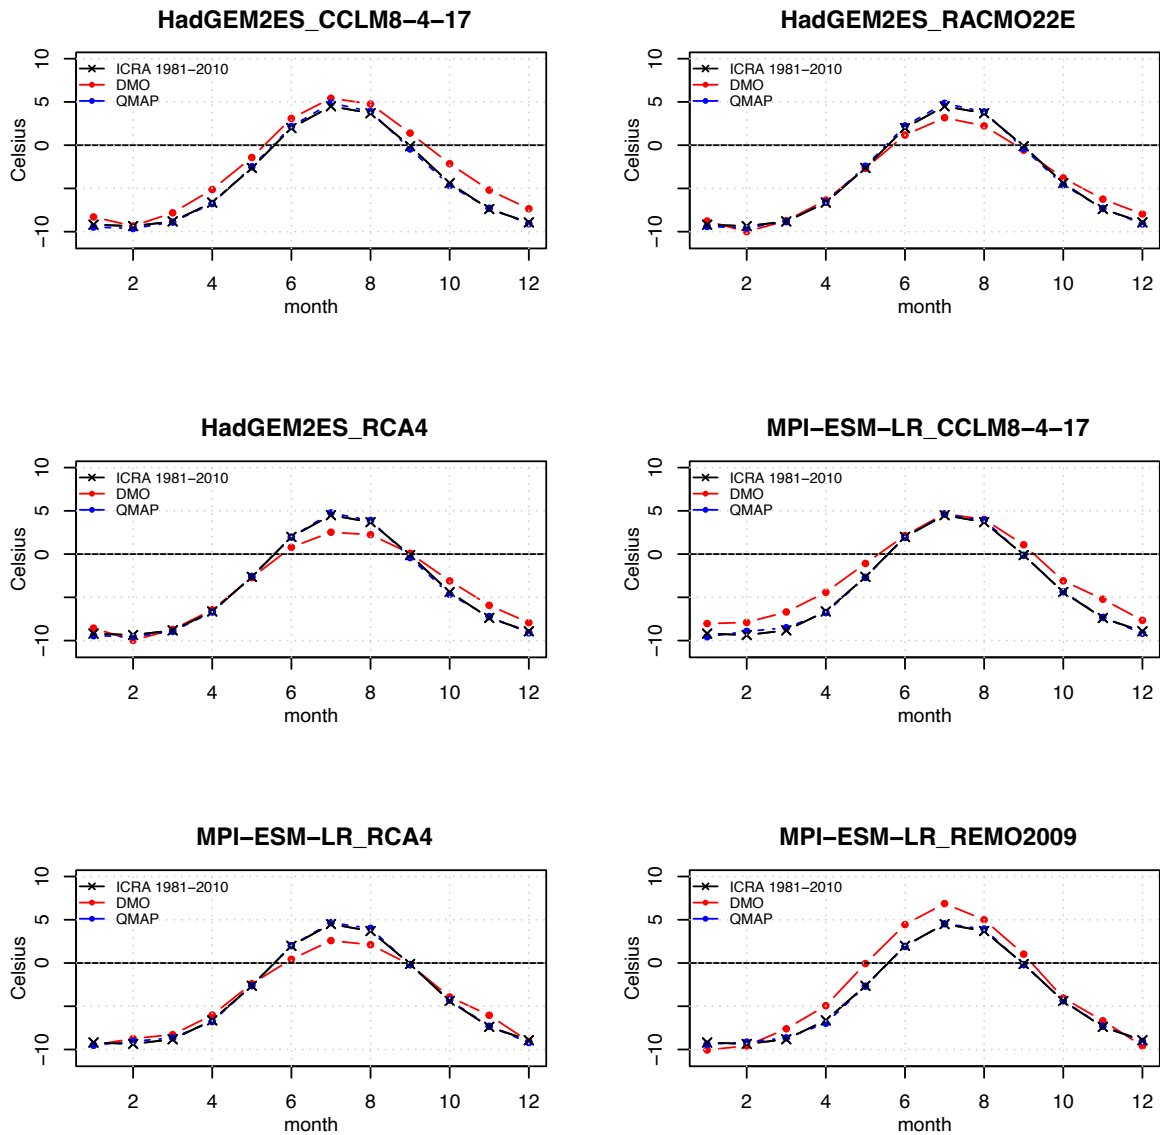 HadGEM2ES_CCLM8−4−17
ICRA 1981−2010
DMO
QMAP
Celsius
10
5
0
−10
2 4 6 8 10 12
month
HadGEM2ES_RACMO22E
ICRA 1981−2010
DMO
QMAP
Celsius
10
5
0
−10
2 4 6 8 10 12
month
HadGEM2ES_RCA4
ICRA 1981−2010
DMO
QMAP
Celsius
10
5
0
−10
2 4 6 8 10 12
month
MPI−ESM−LR_CCLM8−4−17
ICRA 1981−2010
DMO
QMAP
Celsius
10
5
0
−10
2 4 6 8 10 12
month
MPI−ESM−LR_RCA4
ICRA 1981−2010
DMO
QMAP
Celsius
10
5
0
−10
2 4 6 8 10 12
month
MPI−ESM−LR_REMO2009
ICRA 1981−2010
DMO
QMAP
Celsius
10
5
0
−10
2 4 6 8 10 12
month